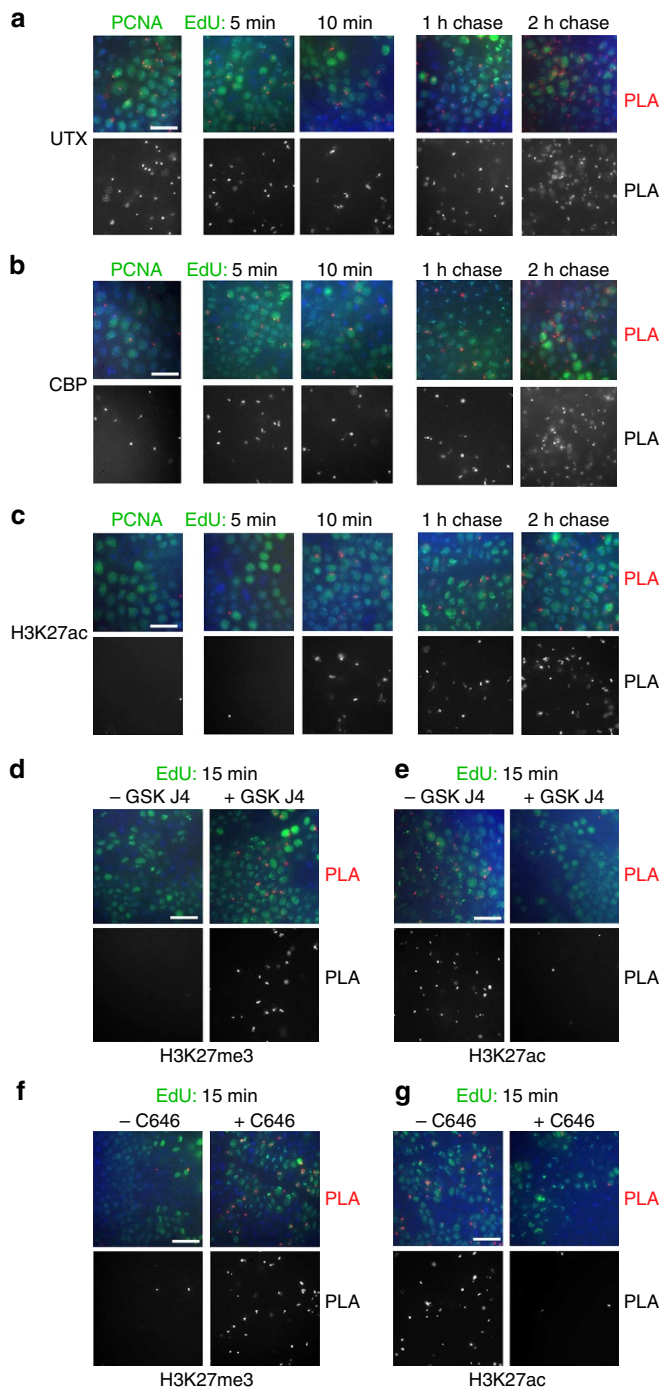 a
PCNA EdU: 5 min 10 min 1 h chase 2 h chase
PLA
UTX
PLA
b
PCNA EdU: 5 min 10 min 1 h chase 2 h chase
PLA
CBP
PLA
c
PCNA EdU: 5 min 10 min 1 h chase 2 h chase
PLA
H3K27ac
PLA
d e
EdU: 15 min EdU: 15 min
– GSK J4 + GSK J4 – GSK J4 + GSK J4
PLA PLA
PLA PLA
H3K27me3 H3K27ac
f g
EdU: 15 min EdU: 15 min
– C646 + C646 – C646 + C646
PLA PLA
PLA PLA
H3K27me3 H3K27ac